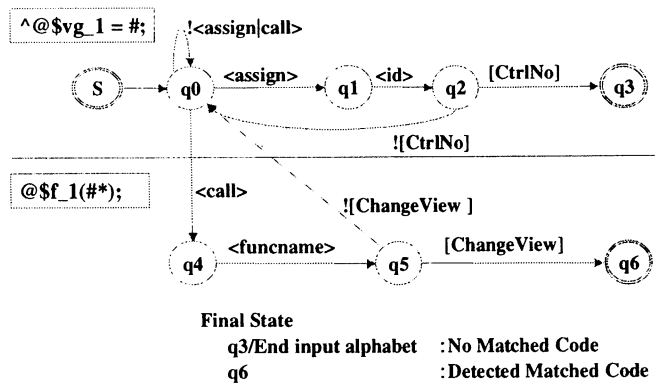 ^@$vg_1 = #;
!<assign|call>
S
q0
<assign>
q1
<id>
q2
[CtrlNo]
q3
![CtrlNo]
@$f_1(#*);
<call>
![ChangeView ]
q4
<funcname>
q5
[ChangeView]
q6
Final State
q3/End input alphabet :No Matched Code
q6 :Detected Matched Code